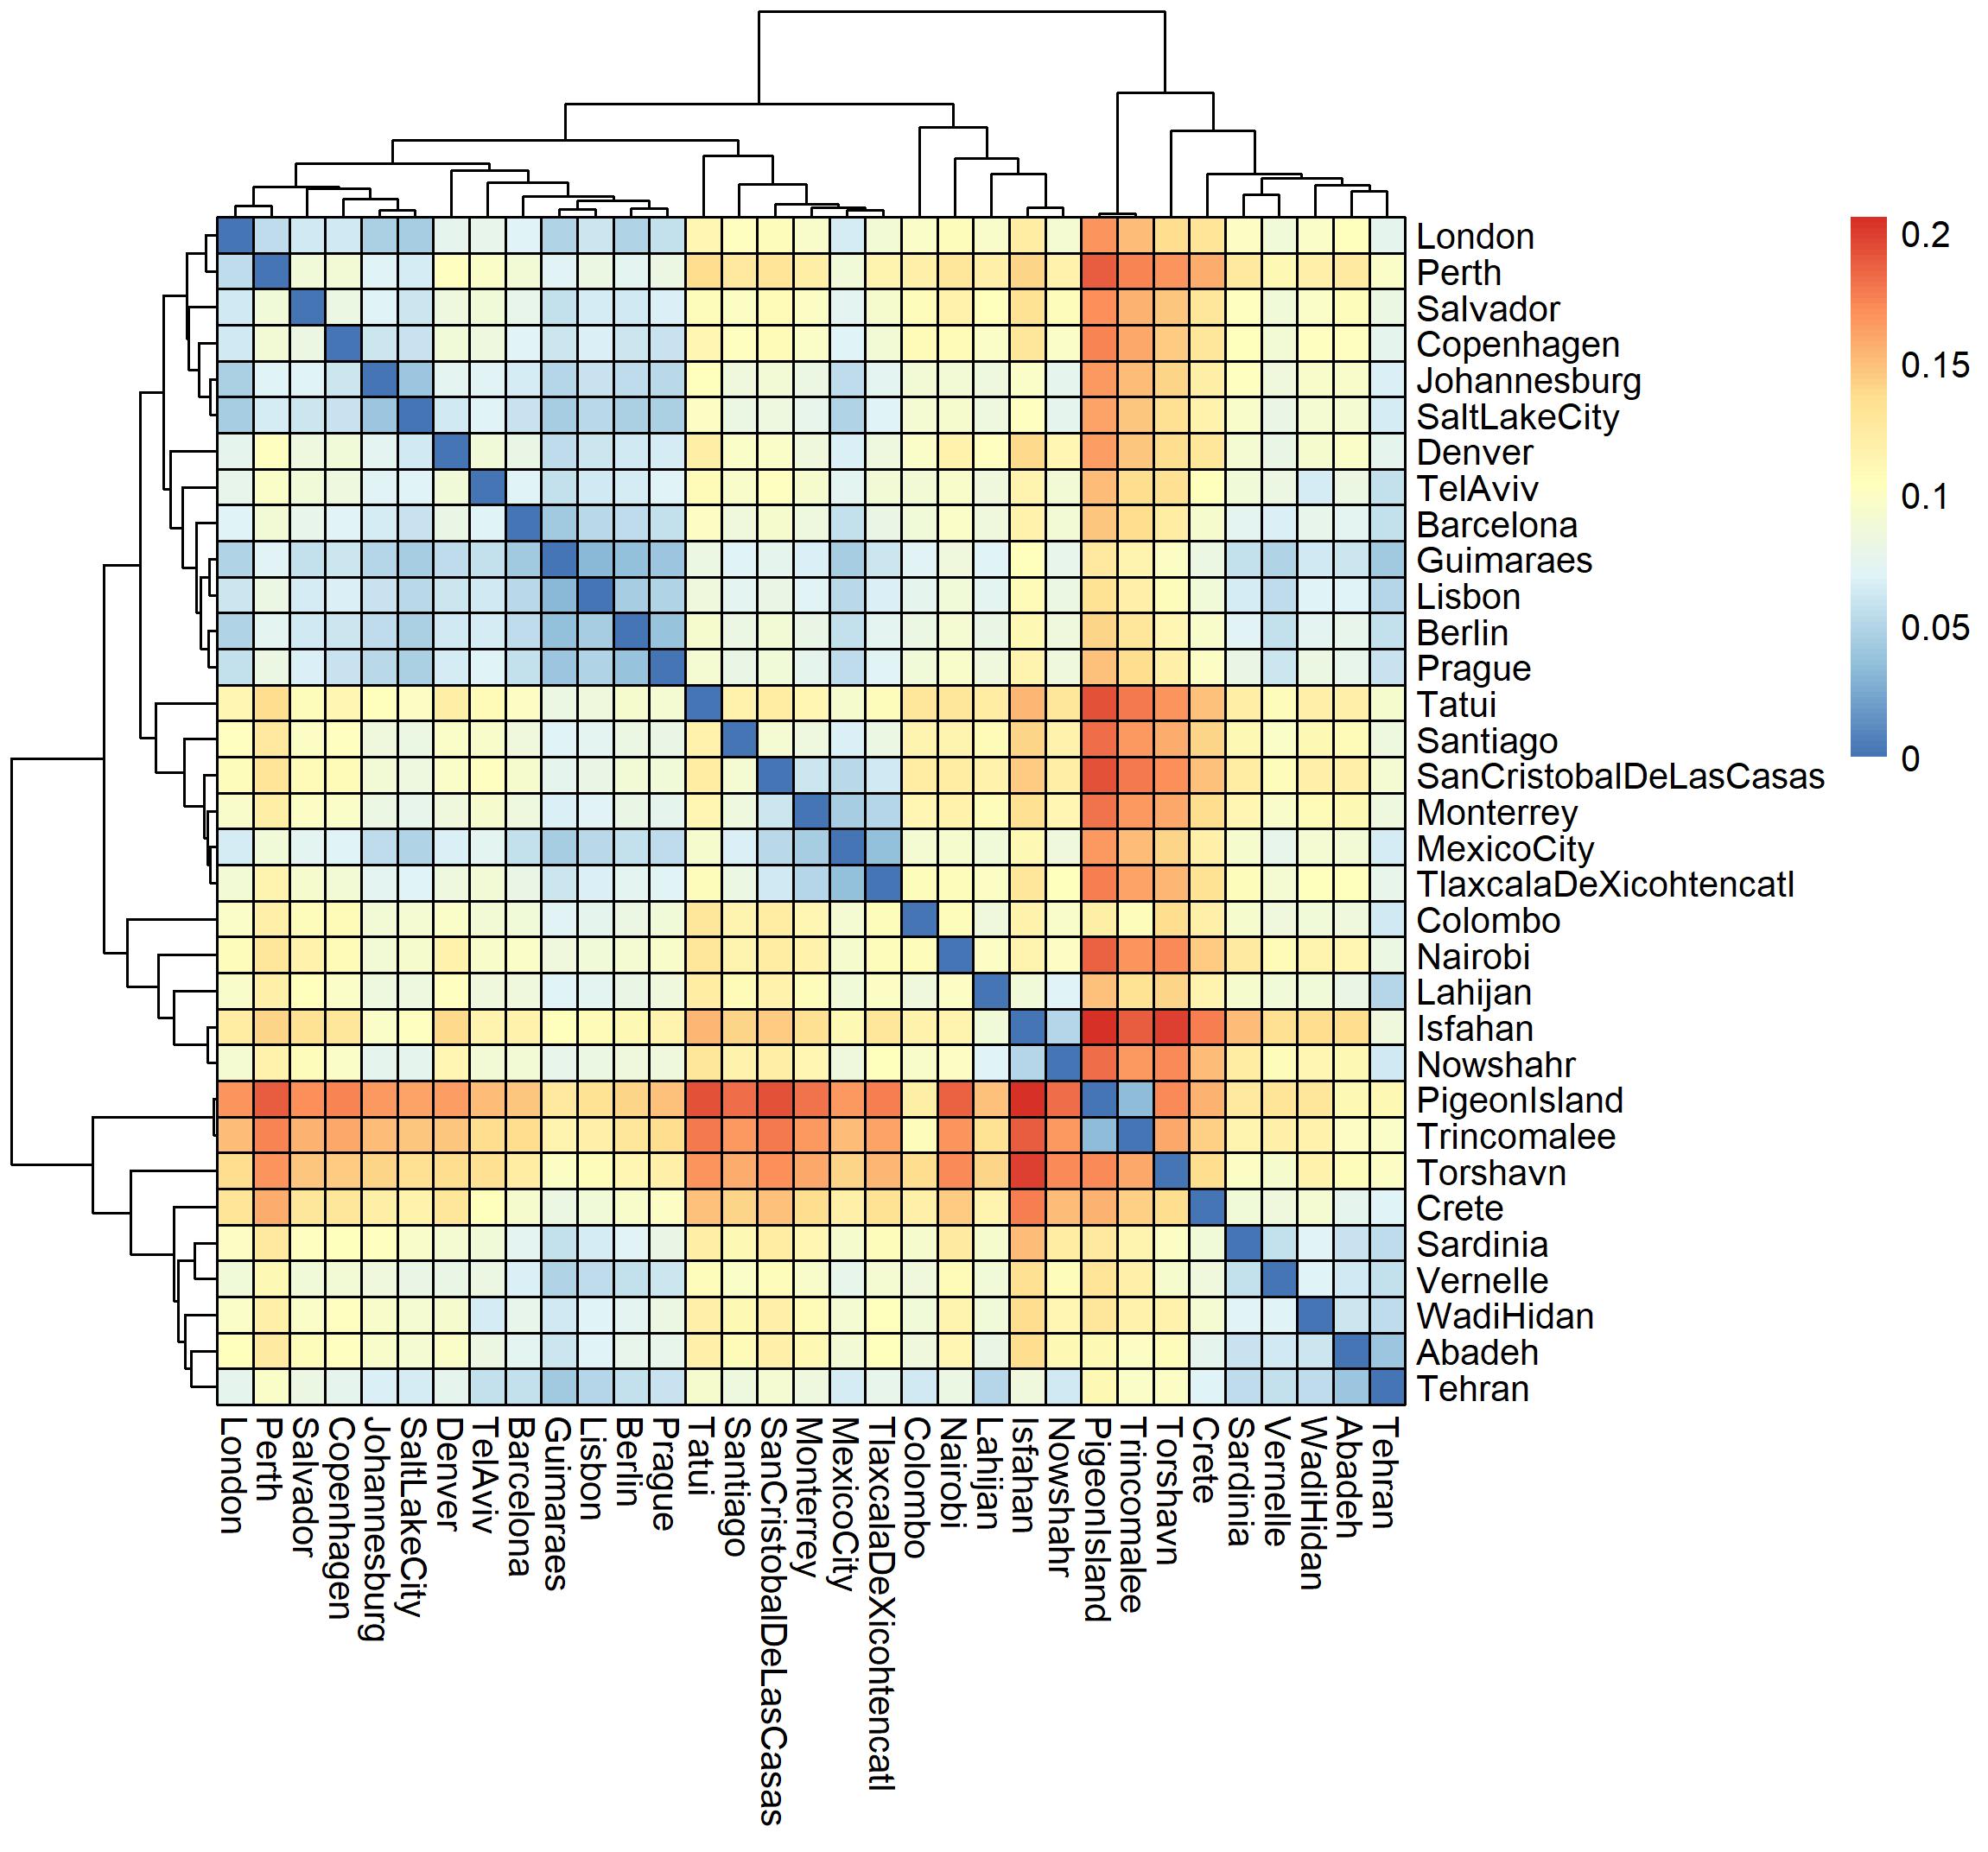 London
Perth
Salvador
Copenhagen
Johannesburg
SaltLakeCity
Denver
TelAviv
Barcelona
Guimaraes
Lisbon
Berlin
Prague
Tatui
Santiago
SanCristobalDeLasCasas
Monterrey
MexicoCity
TlaxcalaDeXicohtencatl
Colombo
Nairobi
Lahijan
Isfahan
Nowshahr
PigeonIsland
Trincomalee
Torshavn
Crete
Sardinia
Vernelle
WadiHidan
Abadeh
Tehran
0.2
0.15
0.1
0.05
0
London
Perth
Salvador
Copenhagen
Johannesburg
SaltLakeCity
Denver
TelAviv
Barcelona
Guimaraes
Lisbon
Berlin
Prague
Tatui
Santiago
SanCristobalDeLasCasas
Monterrey
MexicoCity
TlaxcalaDeXicohtencatl
Colombo
Nairobi
Lahijan
Isfahan
Nowshahr
PigeonIsland
Trincomalee
Torshavn
Crete
Sardinia
Vernelle
WadiHidan
Abadeh
Tehran